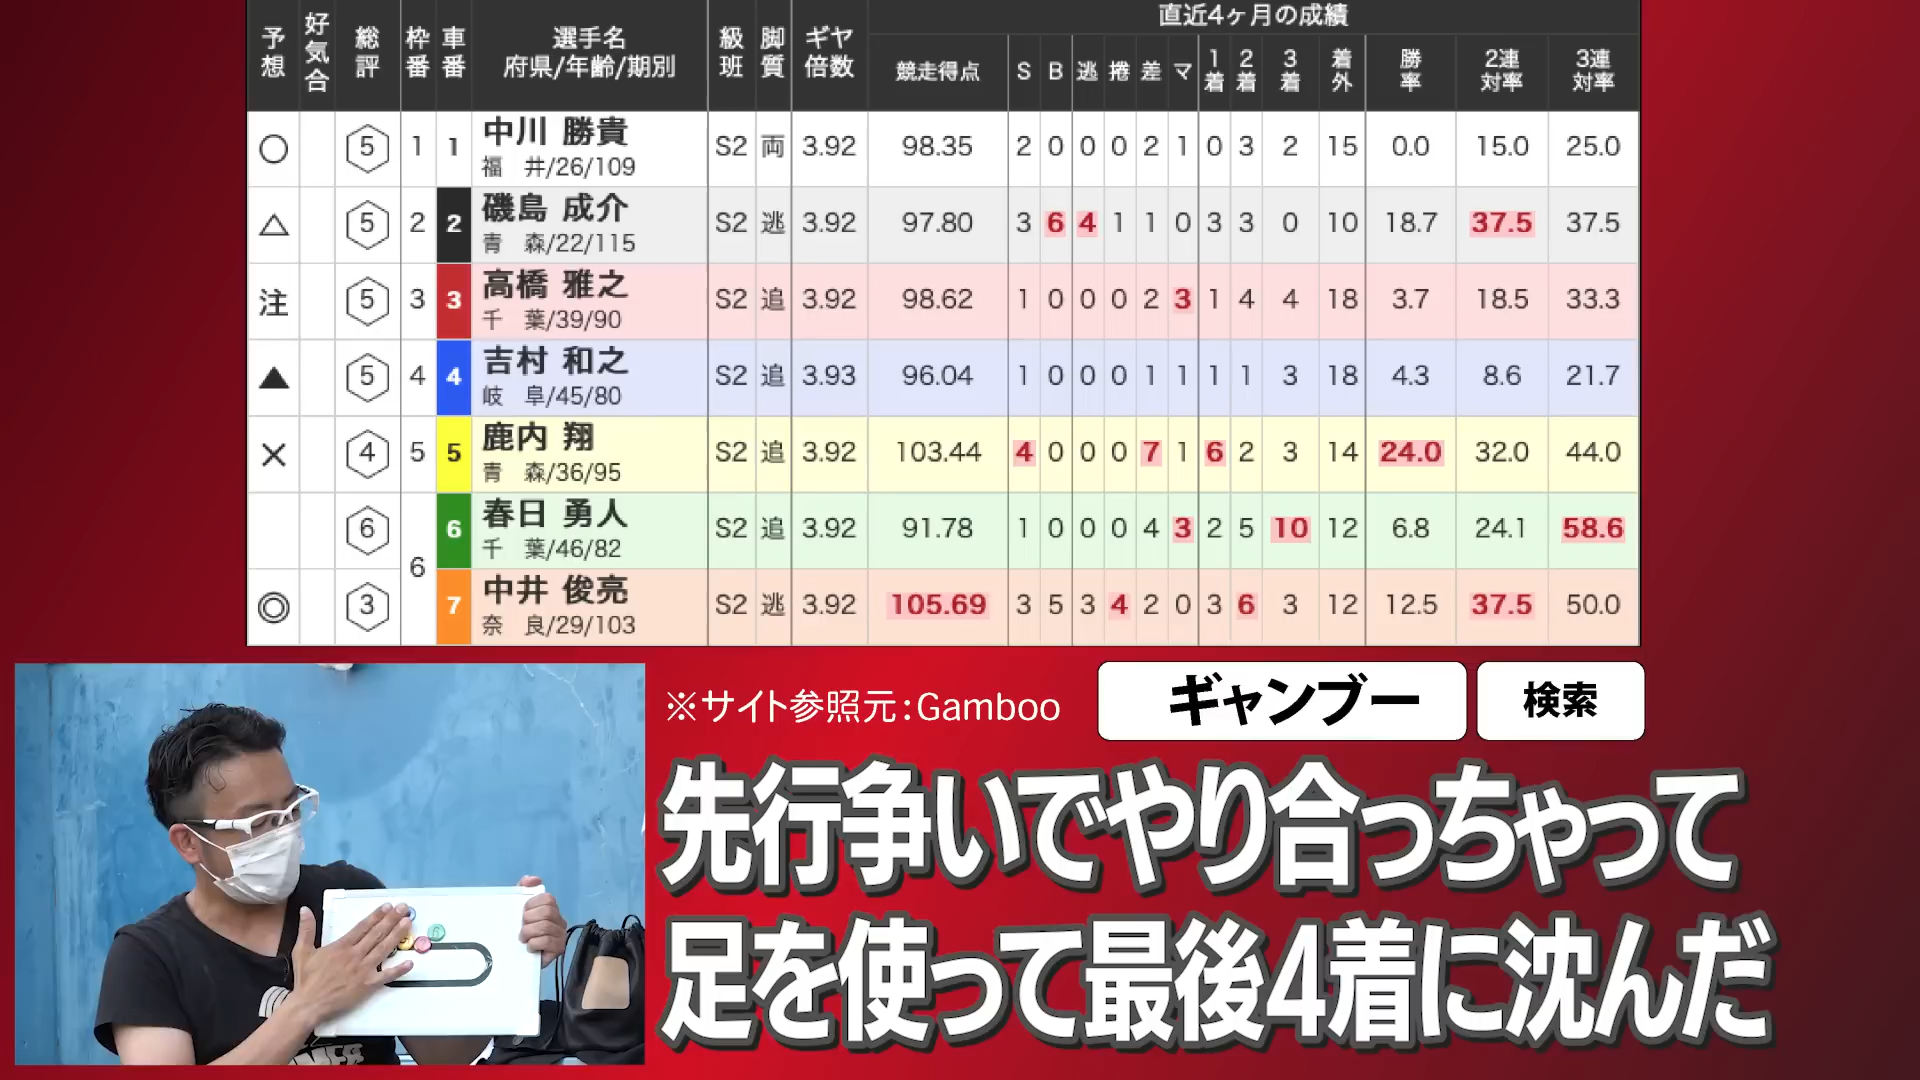 予想 好気合 総評 枠番 車番 選手名 府県/年齢/期別 級班 脚質 ギヤ倍数 直近4ヶ月の成績
競走得点 S B 逃 捲 差 マ 1着 2着 3着 着外 勝率 2連対率 3連対率
○ 5 1 1 中川 勝貴 S2 両 3.92 98.35 2 0 0 0 2 1 0 3 2 15 0.0 15.0 25.0
福 井/26/109
△ 5 2 2 磯島 成介 S2 逃 3.92 97.80 3 6 4 1 1 0 3 3 0 10 18.7 37.5 37.5
青 森/22/115
注 5 3 3 高橋 雅之 S2 追 3.92 98.62 1 0 0 0 2 3 1 4 4 18 3.7 18.5 33.3
千 葉/39/90
▲ 5 4 4 吉村 和之 S2 追 3.93 96.04 1 0 0 0 1 1 1 1 3 18 4.3 8.6 21.7
岐 阜/45/80
× 4 5 5 鹿内 翔 S2 追 3.92 103.44 4 0 0 0 7 1 6 2 3 14 24.0 32.0 44.0
青 森/36/95
6 6 6 春日 勇人 S2 追 3.92 91.78 1 0 0 0 4 3 2 5 10 12 6.8 24.1 58.6
千 葉/46/82
◎ 3 7 中井 俊亮 S2 逃 3.92 105.69 3 5 3 4 2 0 3 6 3 12 12.5 37.5 50.0
奈 良/29/103
※サイト参照元:Gamboo ギャンブー 検索
先行争いでやり合っちゃって
足を使って最後4着に沈んだ